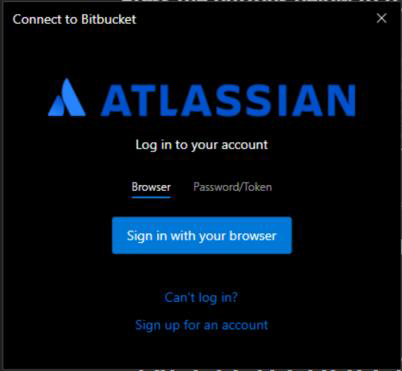 Connect to Bitbucket
ATLASSIAN
Log in to your account
Browser Password/Token
Sign in with your browser
Can't log in?
Sign up for an account